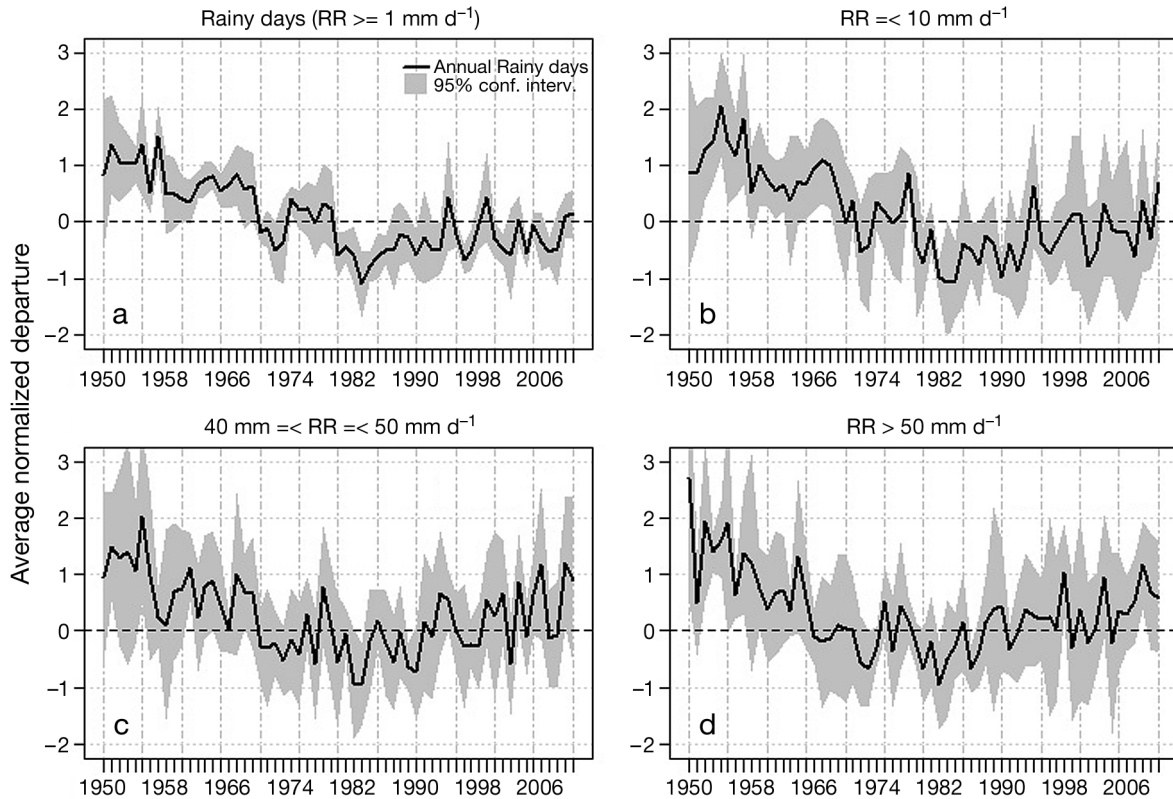 Rainy days (RR >= 1 mm d⁻¹)
RR =< 10 mm d⁻¹
3
2
1
0
−1
−2
Annual Rainy days
95% conf. interv.
a
3
2
1
0
−1
−2
b
1950 1958 1966 1974 1982 1990 1998 2006
1950 1958 1966 1974 1982 1990 1998 2006
Average normalized departure
40 mm =< RR =< 50 mm d⁻¹
RR > 50 mm d⁻¹
3
2
1
0
−1
−2
c
3
2
1
0
−1
−2
d
1950 1958 1966 1974 1982 1990 1998 2006
1950 1958 1966 1974 1982 1990 1998 2006